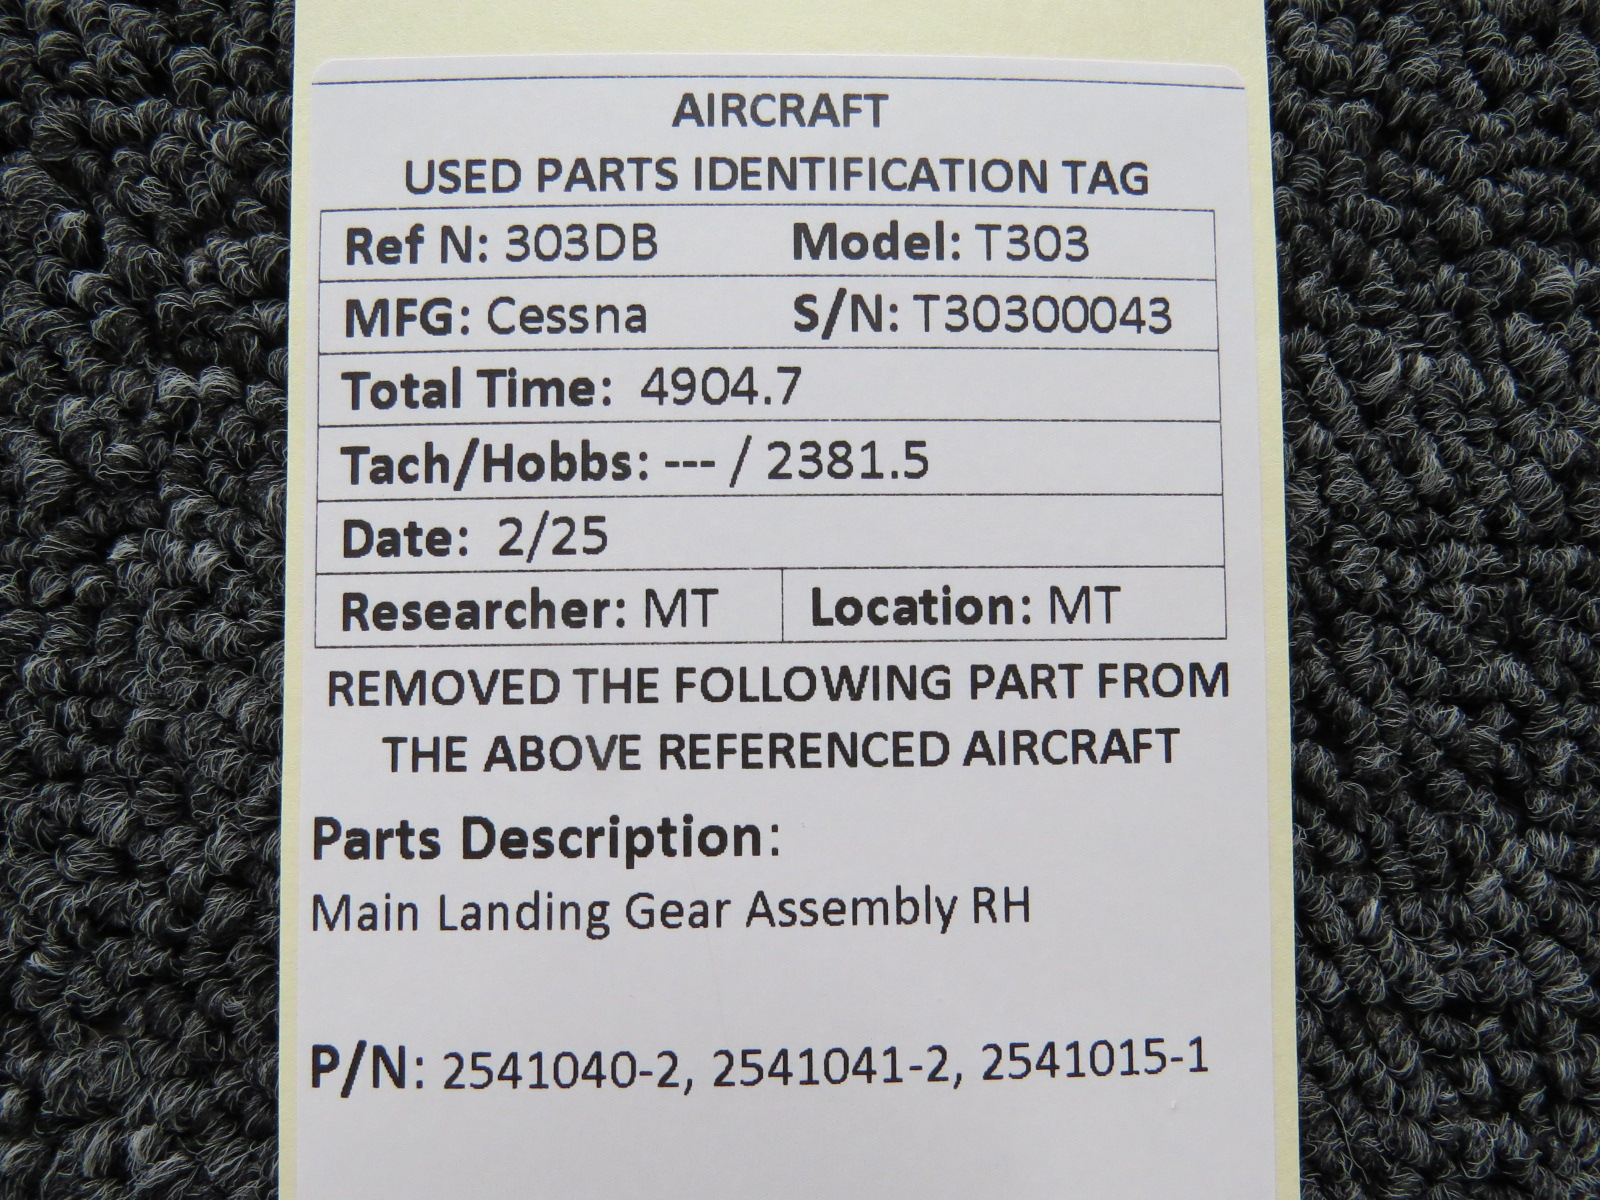 AIRCRAFT
USED PARTS IDENTIFICATION TAG
Ref N: 303DB Model: T303
MFG: Cessna S/N: T30300043
Total Time: 4904.7
Tach/Hobbs: --- / 2381.5
Date: 2/25
Researcher: MT Location: MT
REMOVED THE FOLLOWING PART FROM
THE ABOVE REFERENCED AIRCRAFT
Parts Description:
Main Landing Gear Assembly RH
P/N: 2541040-2, 2541041-2, 2541015-1